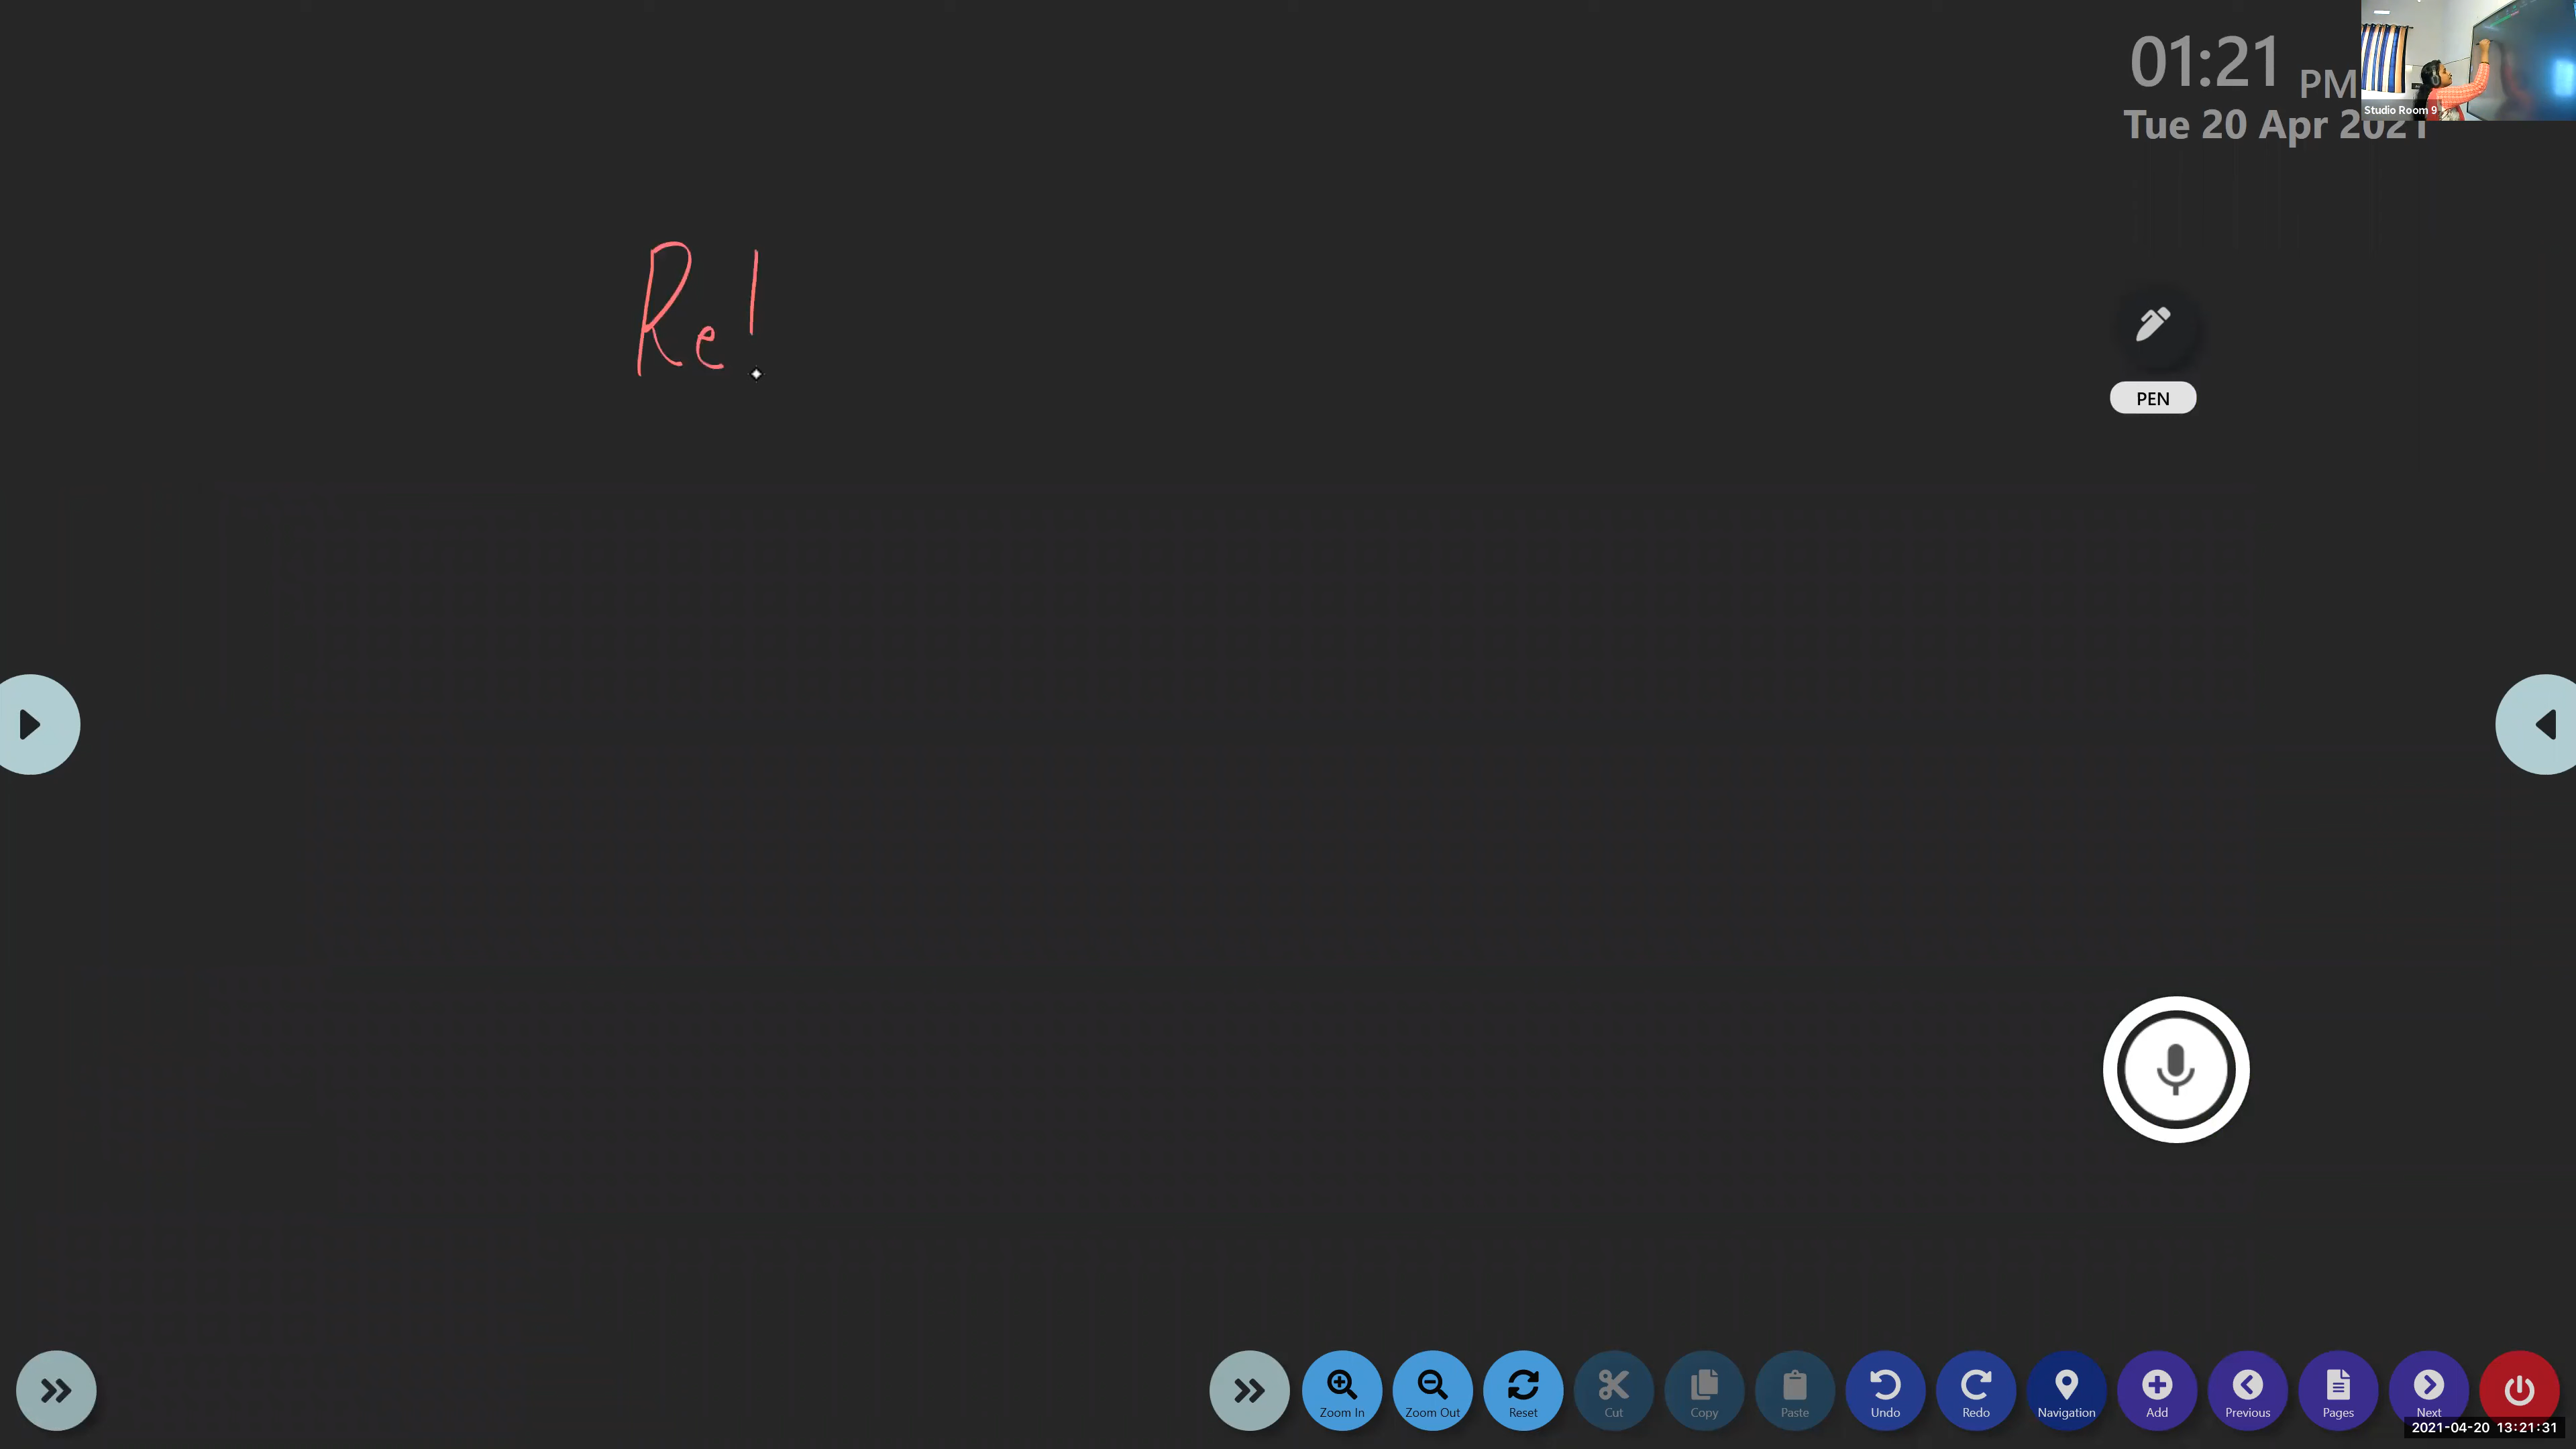 01:21 PM
Tue 20 Apr 2021
Studio Room 9
Rel
PEN
Zoom In
Zoom Out
Reset
Cut
Copy
Paste
Undo
Redo
Navigation
Add
Previous
Pages
Next
2021-04-20 13:21:31